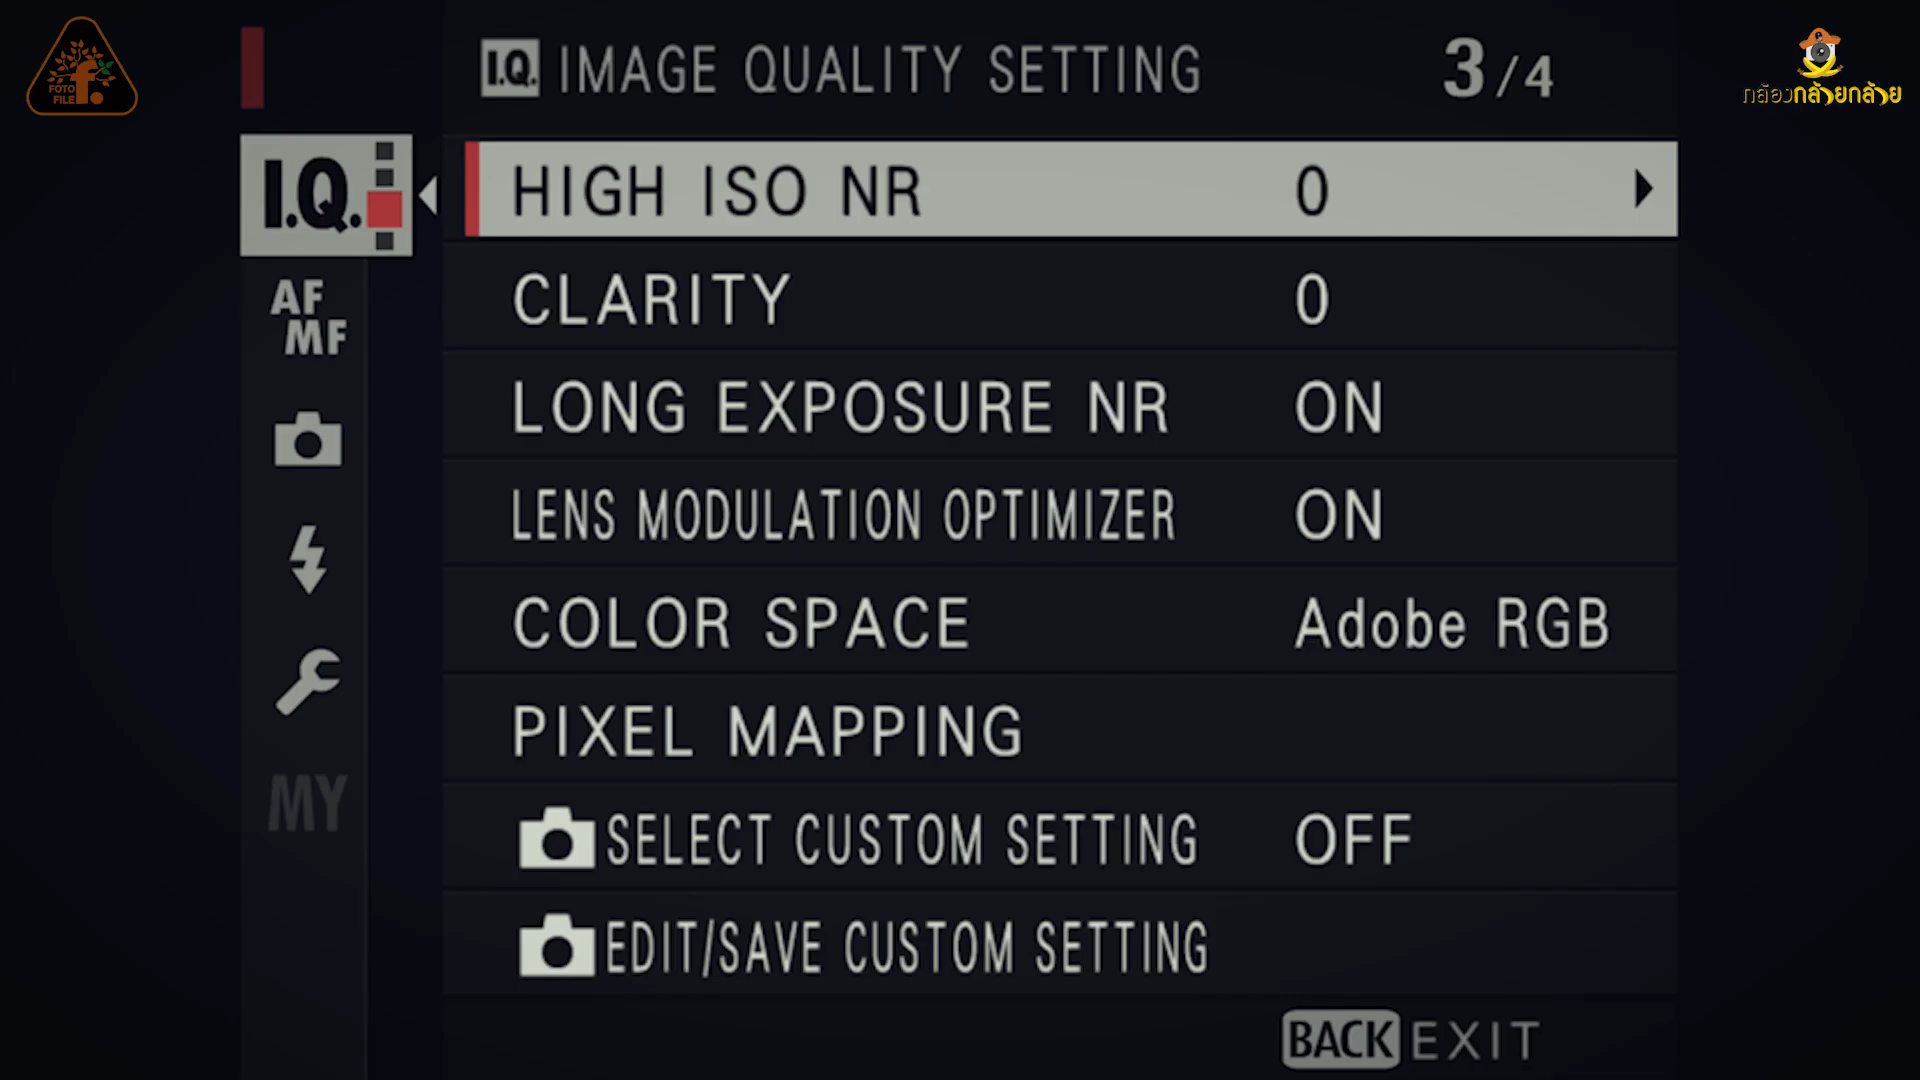 FOTO
FILE
f.
I.Q. IMAGE QUALITY SETTING 3/4
กล้องกล้วยกล้วย
I.Q.
HIGH ISO NR 0
CLARITY 0
AF
MF
LONG EXPOSURE NR ON
LENS MODULATION OPTIMIZER ON
COLOR SPACE Adobe RGB
PIXEL MAPPING
MY
SELECT CUSTOM SETTING OFF
EDIT/SAVE CUSTOM SETTING
BACK EXIT